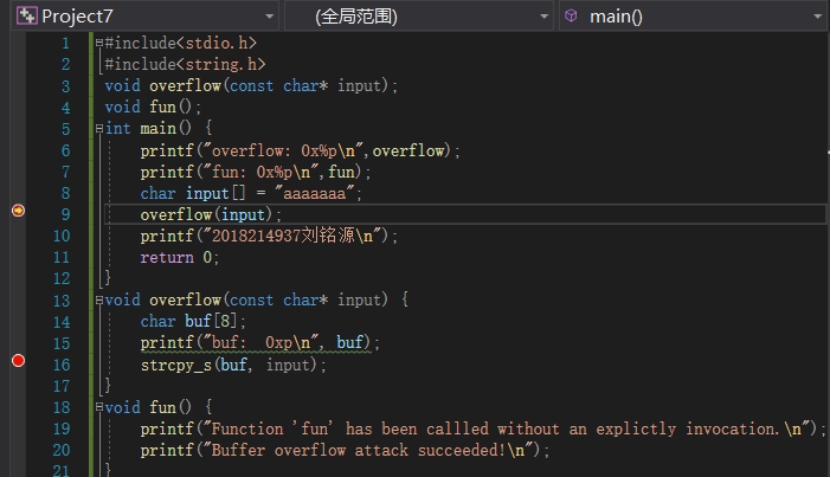 Project7
(全局范围)
main()
1 #include<stdio.h>
2 #include<string.h>
3 void overflow(const char* input);
4 void fun();
5 int main() {
6 printf("overflow: 0x%p\n",overflow);
7 printf("fun: 0x%p\n",fun);
8 char input[] = "aaaaaaa";
9 overflow(input);
10 printf("2018214937刘铭源\n");
11 return 0;
12 }
13 void overflow(const char* input) {
14 char buf[8];
15 printf("buf:  0xp\n", buf);
16 strcpy_s(buf, input);
17 }
18 void fun() {
19 printf("Function 'fun' has been callled without an explictly invocation.\n");
20 printf("Buffer overflow attack succeeded!\n");
21 }